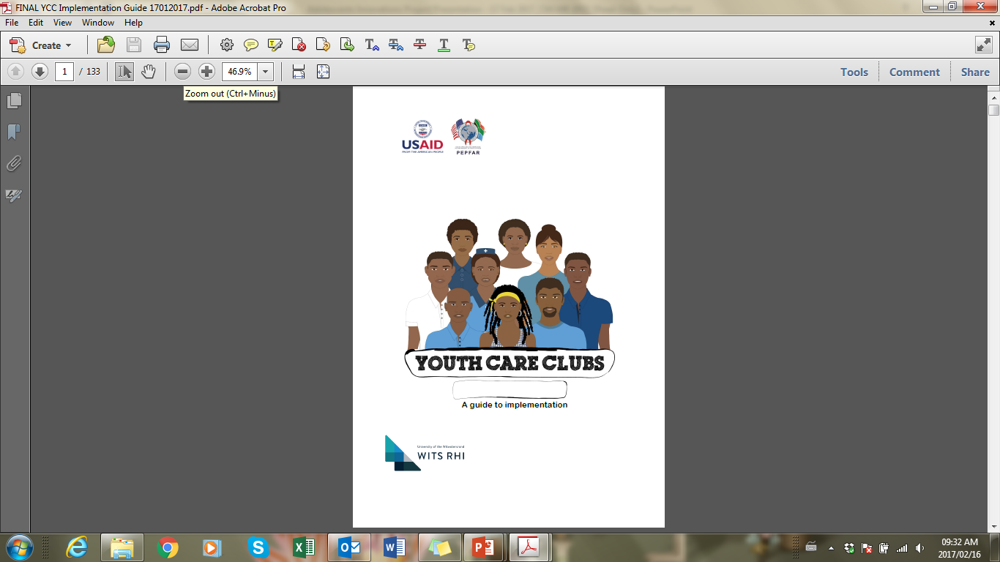 FINAL YCC Implementation Guide 17012017.pdf - Adobe Acrobat Pro
File Edit View Window Help
Create
1 / 133 46.9% Tools Comment Share
Zoom out (Ctrl+Minus)
USAID
FROM THE AMERICAN PEOPLE
PEPFAR
YOUTH CARE CLUBS
A guide to implementation
University of the Witwatersrand
WITS RHI
09:32 AM
2017/02/16